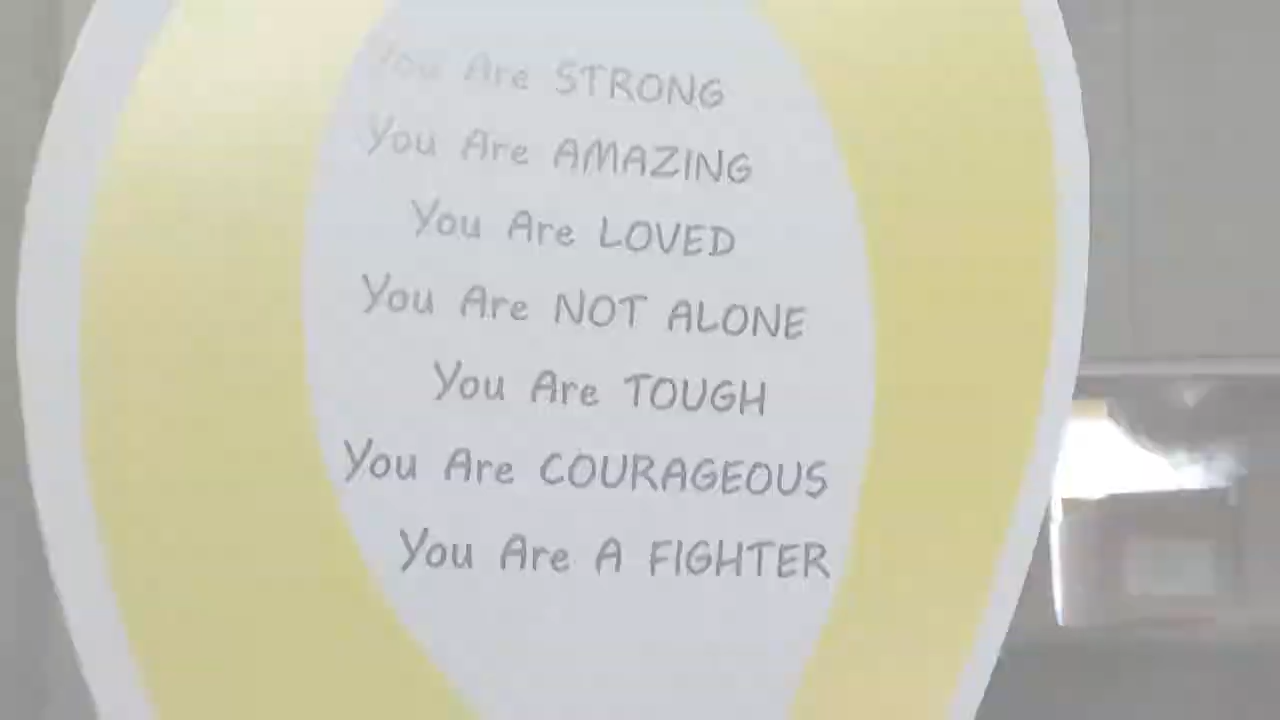 You Are STRONG
You Are AMAZING
You Are LOVED
You Are NOT ALONE
You Are TOUGH
You Are COURAGEOUS
You Are A FIGHTER